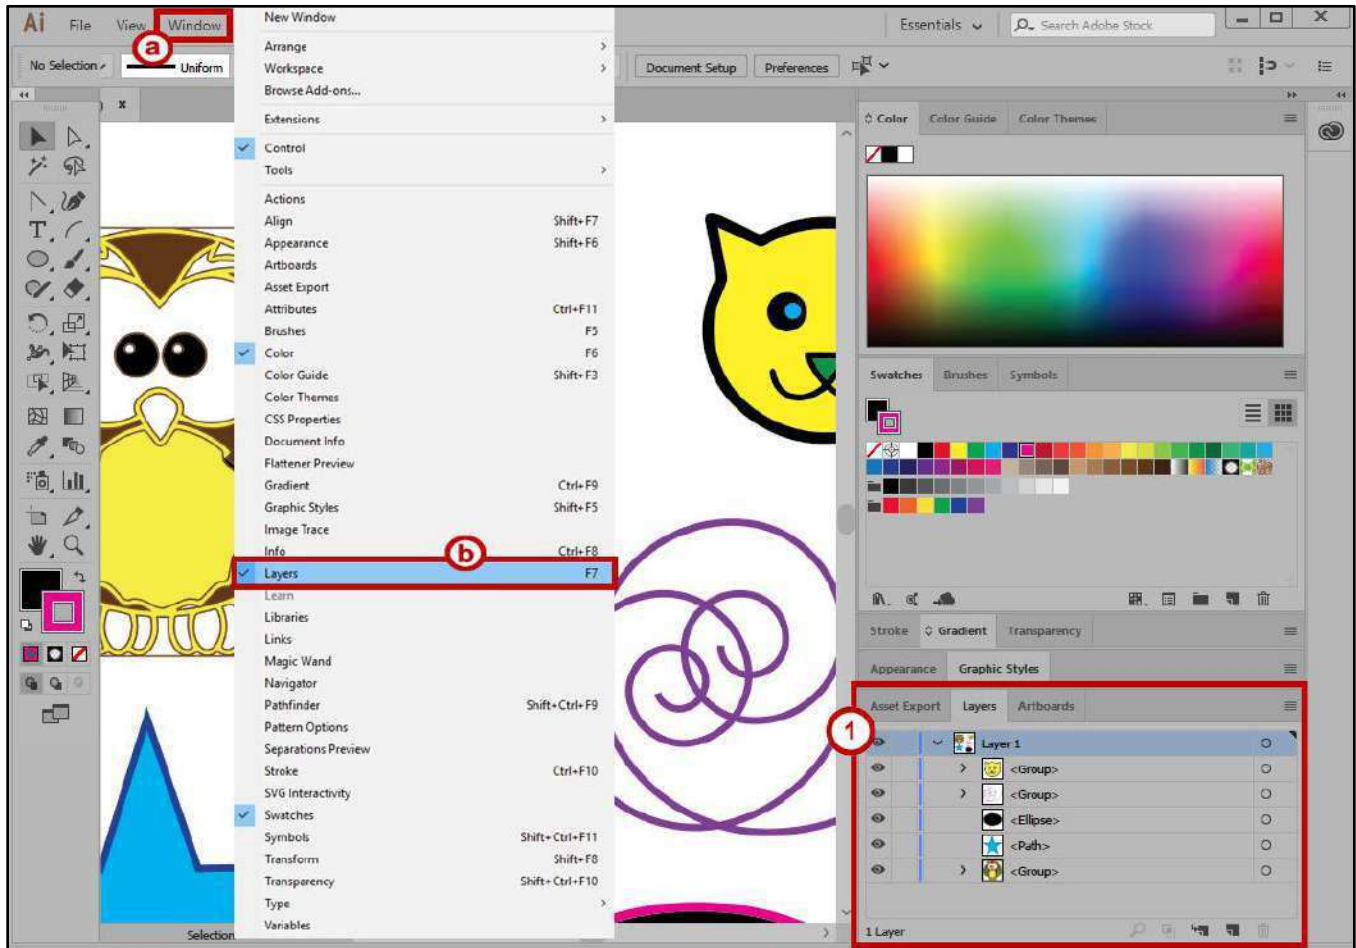 Ai File View Window Essentials Search Adobe Stock
a
No Selection Uniform Document Setup Preferences
New Window
Arrange
Workspace
Browse Add-ons...
Extensions
Control
Tools
Actions
Align Shift+F7
Appearance Shift+F6
Artboards
Asset Export
Attributes Ctrl+F11
Brushes F5
Color F6
Color Guide Shift+F3
Color Themes
CSS Properties
Document Info
Flattener Preview
Gradient Ctrl+F9
Graphic Styles Shift+F5
Image Trace
Info Ctrl+F8
b
Layers F7
Learn
Libraries
Links
Magic Wand
Navigator
Pathfinder Shift+Ctrl+F9
Pattern Options
Separations Preview
Stroke Ctrl+F10
SVG Interactivity
Swatches
Symbols Shift+Ctrl+F11
Transform Shift+F8
Transparency Shift+Ctrl+F10
Type
Variables
Selection
Color Color Guide Color Themes
Swatches Brushes Symbols
Stroke Gradient Transparency
Appearance Graphic Styles
Asset Export Layers Artboards
1
Layer 1
<Group>
<Group>
<Ellipse>
<Path>
<Group>
1 Layer